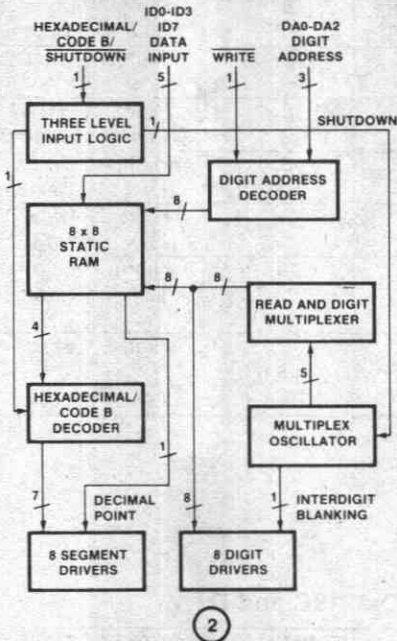 HEXADECIMAL/
CODE B/
SHUTDOWN
ID0-ID3
ID7
DATA
INPUT
WRITE
DA0-DA2
DIGIT
ADDRESS
1
5
1
3
THREE LEVEL
INPUT LOGIC
1
SHUTDOWN
1
DIGIT ADDRESS
DECODER
8
8 x 8
STATIC
RAM
8
8
READ AND DIGIT
MULTIPLEXER
4
5
HEXADECIMAL/
CODE B
DECODER
MULTIPLEX
OSCILLATOR
1
7
DECIMAL
POINT
8
1
INTERDIGIT
BLANKING
8 SEGMENT
DRIVERS
8 DIGIT
DRIVERS
2